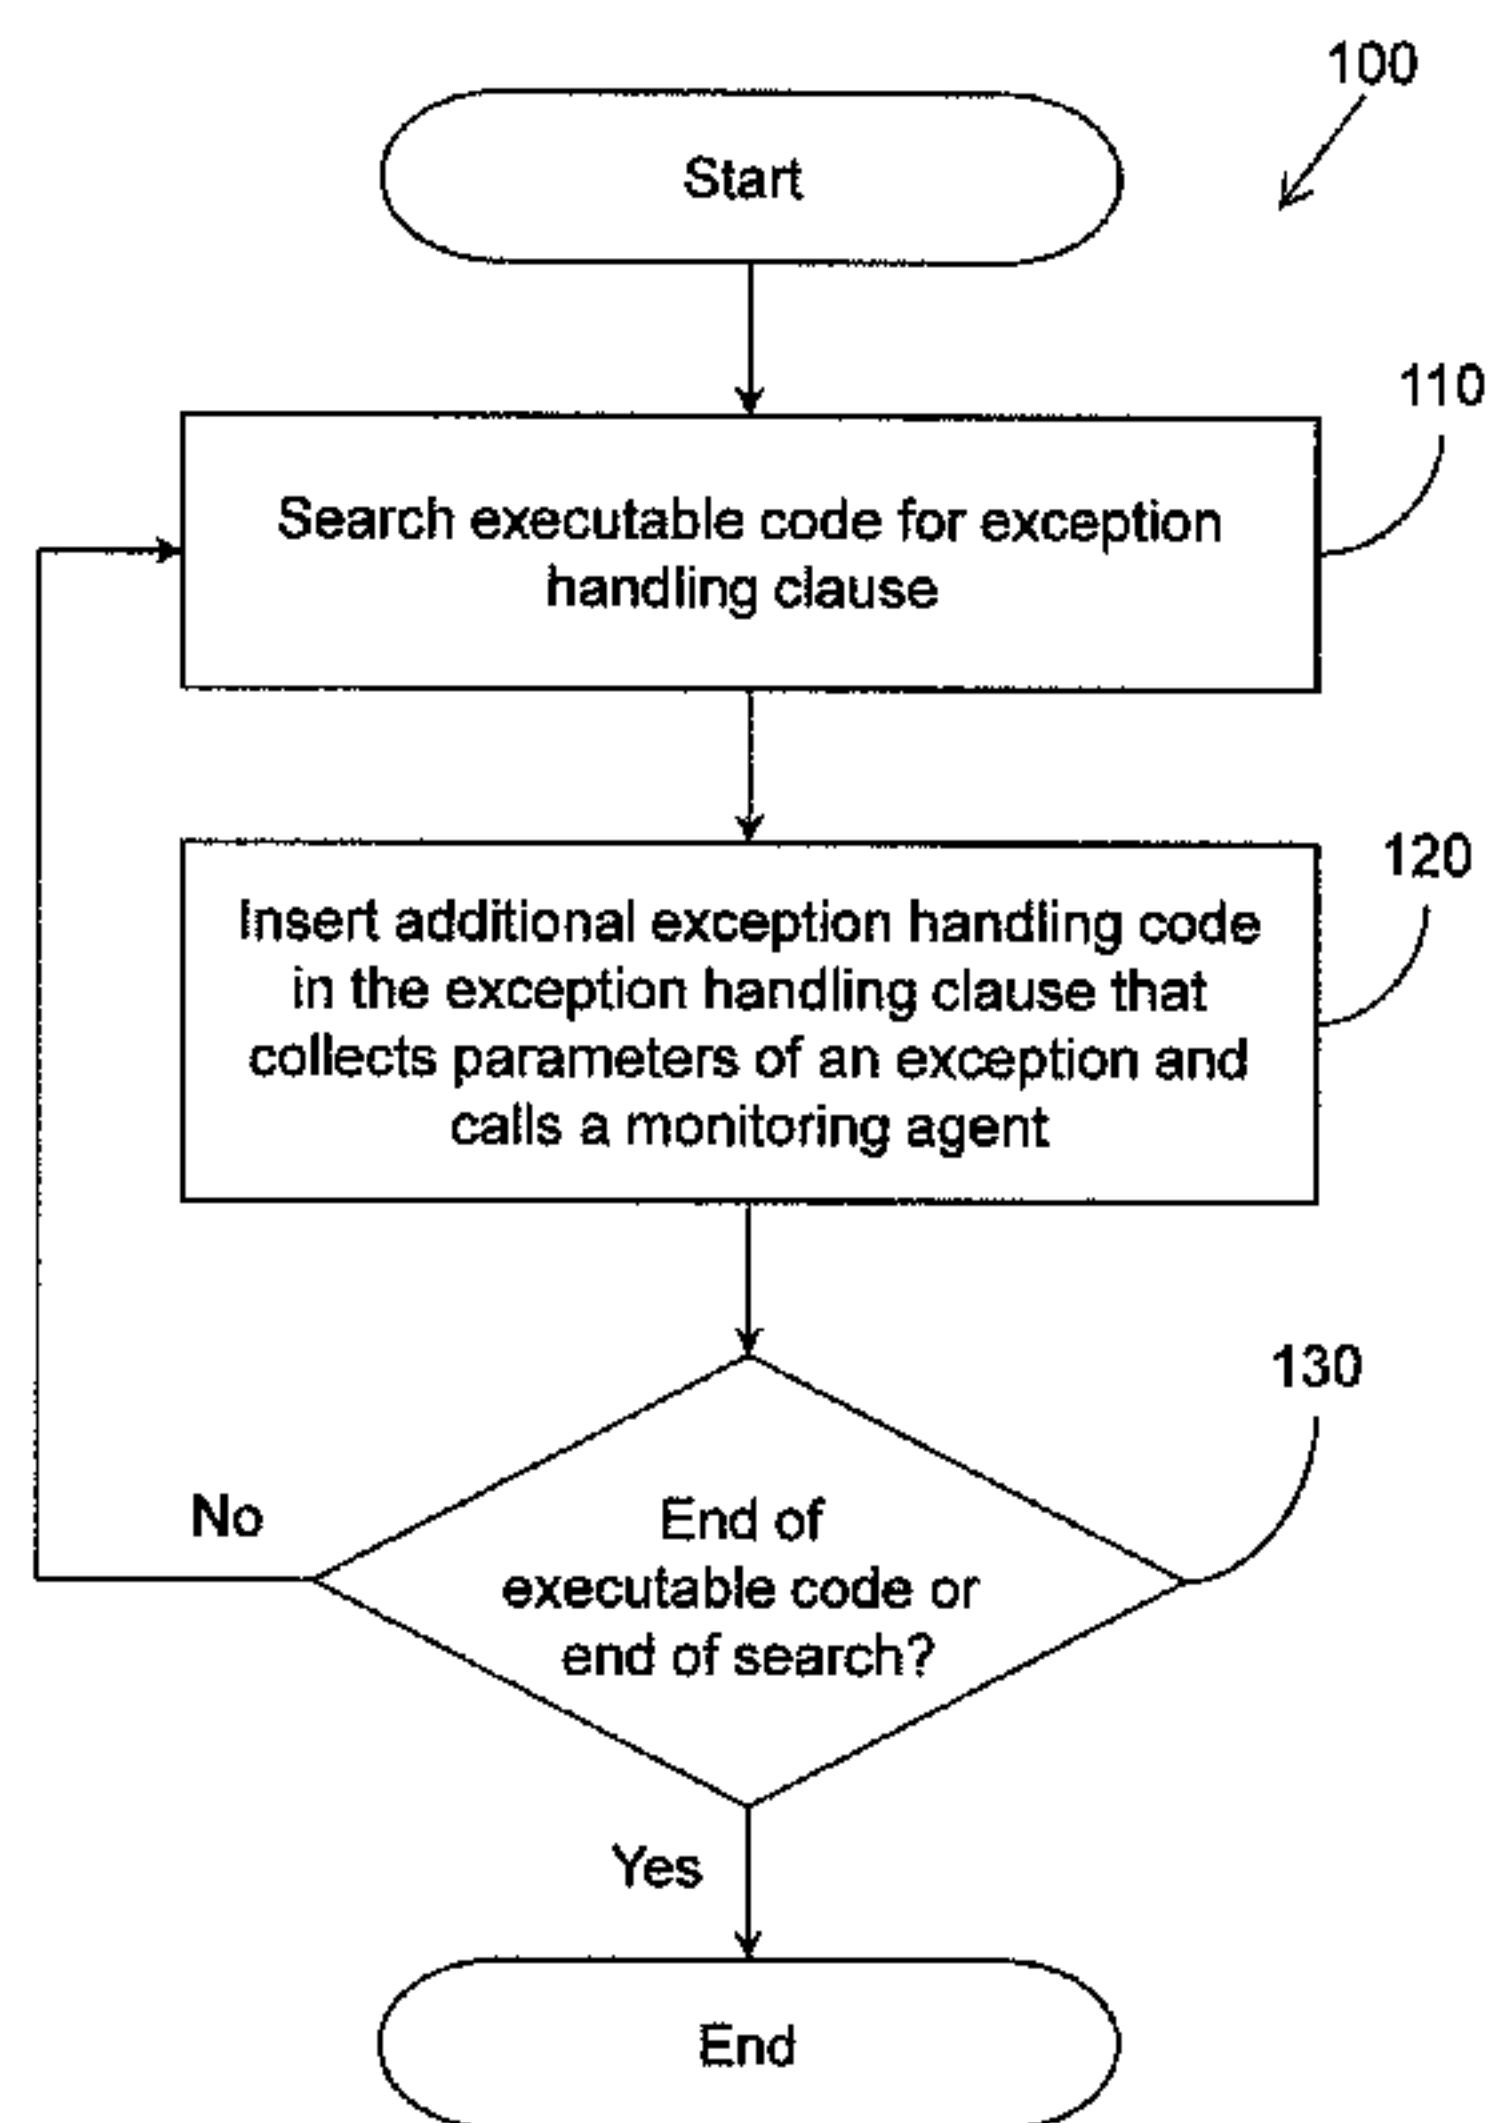 100
Start
110
Search executable code for exception
handling clause
120
Insert additional exception handling code
in the exception handling clause that
collects parameters of an exception and
calls a monitoring agent
130
No
End of
executable code or
end of search?
Yes
End